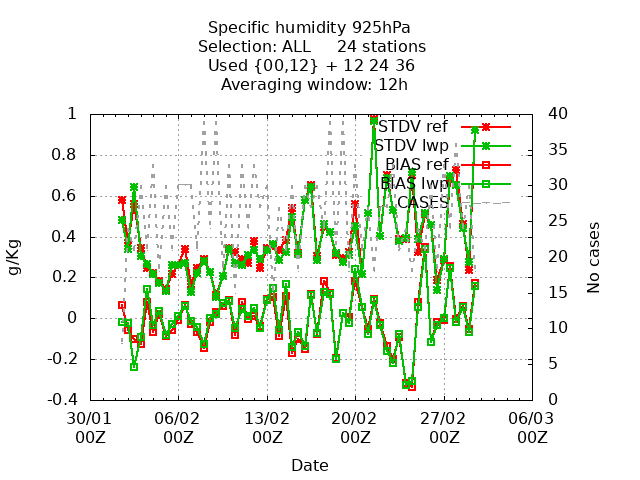 Specific humidity 925hPa
Selection: ALL     24 stations
Used {00,12} + 12 24 36
Averaging window: 12h
1
0.8
0.6
0.4
0.2
0
-0.2
-0.4
g/Kg
40
35
30
25
20
15
10
5
0
No cases
STDV ref
STDV lwp
BIAS ref
BIAS lwp
CASES
30/01 06/02 13/02 20/02 27/02 06/03
00Z 00Z 00Z 00Z 00Z 00Z
Date